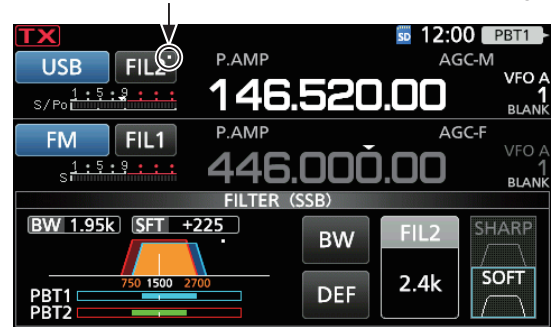 TX SD 12:00 PBT1
USB FIL2 P.AMP AGC-M
146.520.00 VFO A
1
S/Po 1 : 5 : 9 BLANK
FM FIL1 P.AMP AGC-F
446.000.00 VFO A
1
S 1 : 5 : 9 BLANK
FILTER (SSB)
BW 1.95k SFT +225
BW FIL2 SHARP
750 1500 2700
DEF 2.4k SOFT
PBT1
PBT2